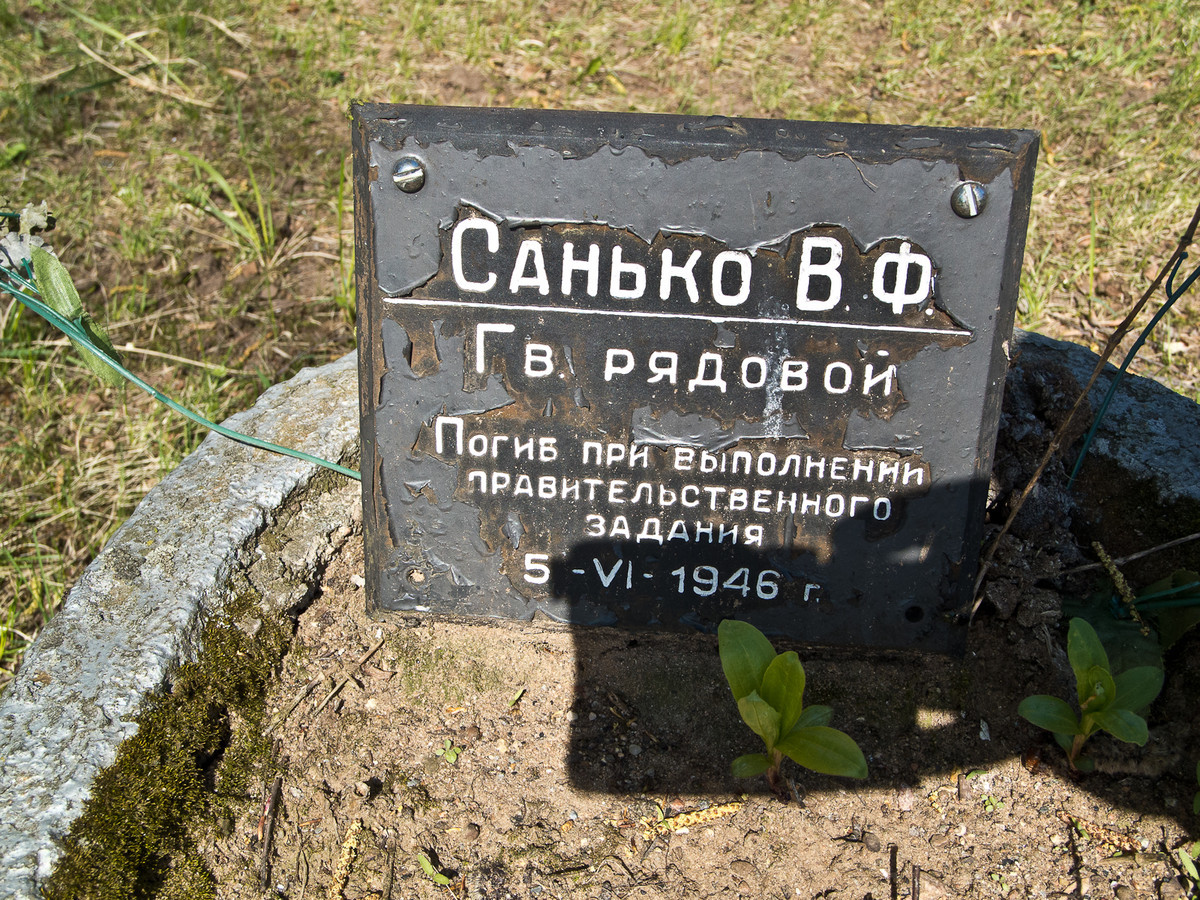 Санько В.Ф.
Гв. рядовой
Погиб при выполнении
правительственного
задания
5-VI-1946 г.